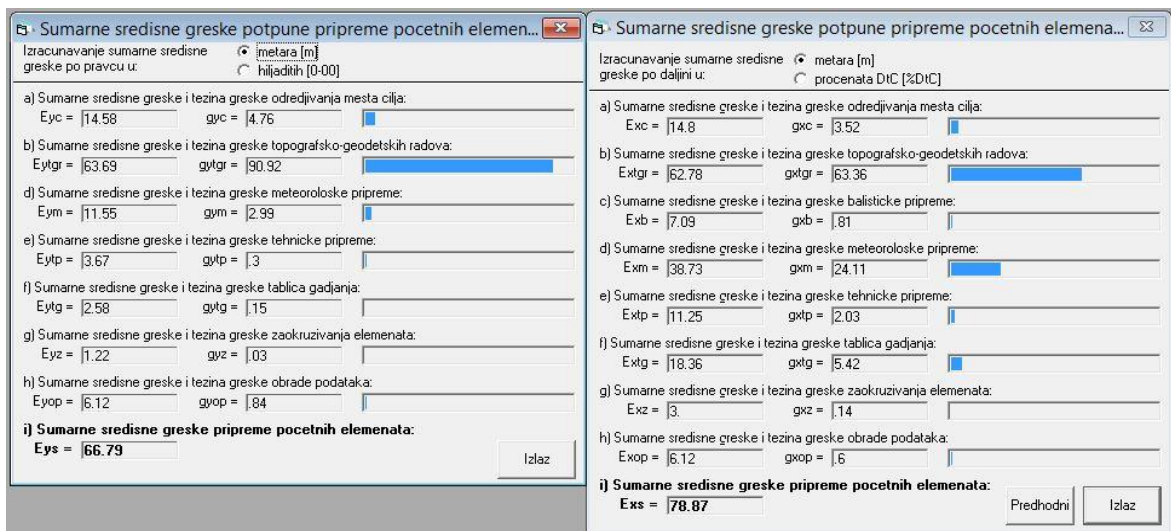 Sumarne sredisne greske potpune pripreme pocetnih elemen...
Izracunavanje sumarne sredisne
greske po pravcu u:
metara [m]
hiljaditih [0-00]
a) Sumarne sredisne greske i tezina greske odredjivanja mesta cilja:
Eyc = 14.58 gyc = 4.76
b) Sumarne sredisne greske i tezina greske topografsko-geodetskih radova:
Eytgr = 63.69 gytgr = 90.92
d) Sumarne sredisne greske i tezina greske meteoroloske pripreme:
Eym = 11.55 gym = 2.99
e) Sumarne sredisne greske i tezina greske tehnicke pripreme:
Eytp = 3.67 gytp = .3
f) Sumarne sredisne greske i tezina greske tablica gadjanja:
Eytg = 2.58 gytg = .15
g) Sumarne sredisne greske i tezina greske zaokruzivanja elemenata:
Eyz = 1.22 gyz = .03
h) Sumarne sredisne greske i tezina greske obrade podataka:
Eyop = 6.12 gyop = .84
i) Sumarne sredisne greske pripreme pocetnih elemenata:
Eys = 66.79
Izlaz
Sumarne sredisne greske potpune pripreme pocetnih elemena...
Izracunavanje sumarne sredisne
greske po daljini u:
metara [m]
procenata DtC [%DtC]
a) Sumarne sredisne greske i tezina greske odredjivanja mesta cilja:
Exc = 14.8 gxc = 3.52
b) Sumarne sredisne greske i tezina greske topografsko-geodetskih radova:
Extgr = 62.78 gxtgr = 63.36
c) Sumarne sredisne greske i tezina greske balisticke pripreme:
Exb = 7.09 gxb = .81
d) Sumarne sredisne greske i tezina greske meteoroloske pripreme:
Exm = 38.73 gxm = 24.11
e) Sumarne sredisne greske i tezina greske tehnicke pripreme:
Extp = 11.25 gxtp = 2.03
f) Sumarne sredisne greske i tezina greske tablica gadjanja:
Extg = 18.36 gxtg = 5.42
g) Sumarne sredisne greske i tezina greske zaokruzivanja elemenata:
Exz = 3. gxz = .14
h) Sumarne sredisne greske i tezina greske obrade podataka:
Exop = 6.12 gxop = .6
i) Sumarne sredisne greske pripreme pocetnih elemenata:
Exs = 78.87
Predhodni
Izlaz